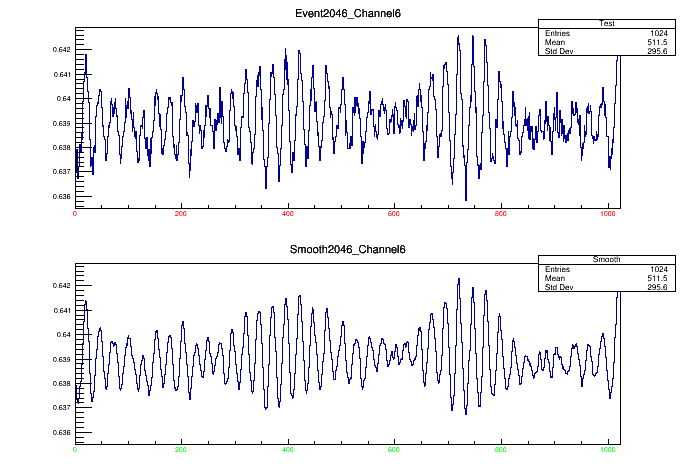 Event2046_Channel6
Test
Entries 1024
Mean 511.5
Std Dev 295.6
0.642
0.641
0.64
0.639
0.638
0.637
0.636
0 200 400 600 800 1000
Smooth2046_Channel6
Smooth
Entries 1024
Mean 511.5
Std Dev 295.6
0.642
0.641
0.64
0.639
0.638
0.637
0.636
0 200 400 600 800 1000